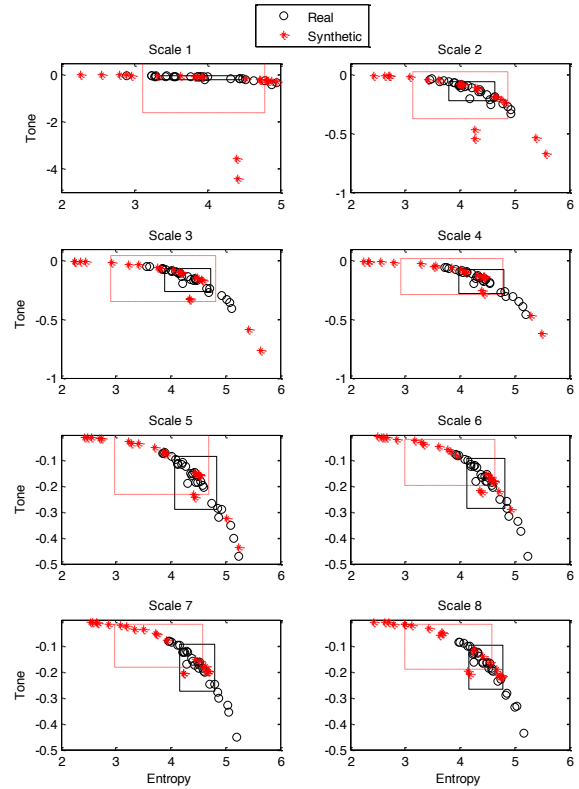 Real
Synthetic
Scale 1
Scale 2
0
-2
-4
Tone
2 3 4 5
0
-0.5
-1
2 3 4 5 6
Scale 3
Scale 4
0
-0.5
-1
Tone
2 3 4 5 6
0
-0.5
-1
2 3 4 5 6
Scale 5
Scale 6
-0.1
-0.2
-0.3
-0.4
-0.5
Tone
2 3 4 5 6
-0.1
-0.2
-0.3
-0.4
-0.5
2 3 4 5 6
Scale 7
Scale 8
-0.1
-0.2
-0.3
-0.4
-0.5
Tone
2 3 4 5 6
Entropy
-0.1
-0.2
-0.3
-0.4
-0.5
2 3 4 5 6
Entropy